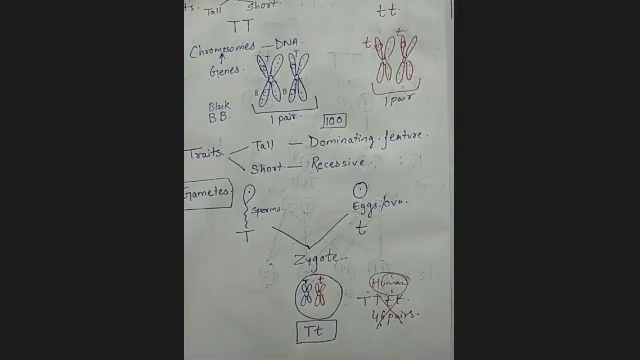 Tall Short
TT tt
Chromosomes — DNA
Genes.
T T t t
B B
Black
B.B.
1 pair 1 pair
100
Traits Tall — Dominating feature.
Short — Recessive
Gametes
Sperms. Eggs/ova.
T t
Zygote
T t
Tt
Human
TTtt
46 pairs.